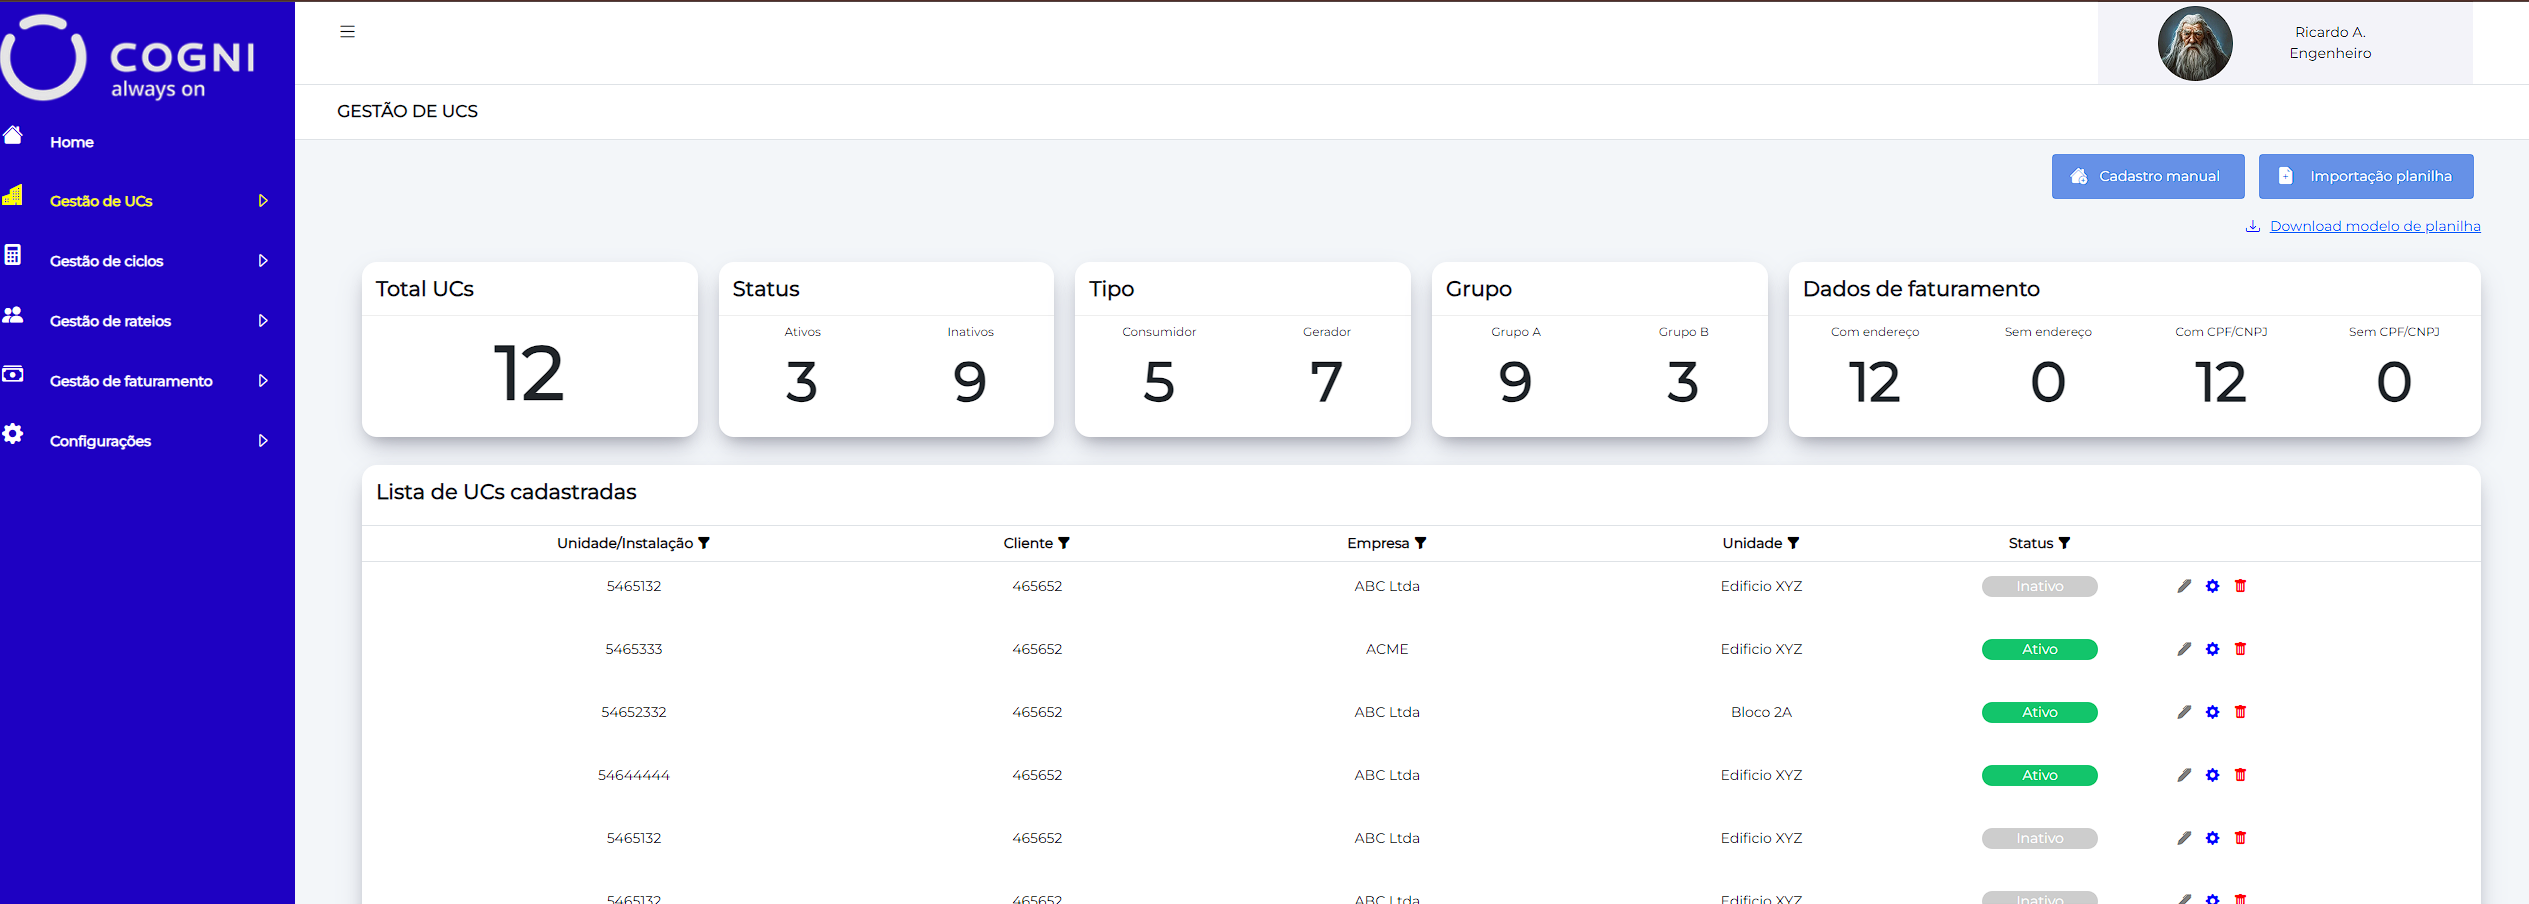 COGNI
always on
Home
Gestão de UCs
Gestão de ciclos
Gestão de rateios
Gestão de faturamento
Configurações
Ricardo A.
Engenheiro
GESTÃO DE UCS
Cadastro manual
Importação planilha
Download modelo de planilha
Total UCs
12
Status
Ativos Inativos
3 9
Tipo
Consumidor Gerador
5 7
Grupo
Grupo A Grupo B
9 3
Dados de faturamento
Com endereço Sem endereço Com CPF/CNPJ Sem CPF/CNPJ
12 0 12 0
Lista de UCs cadastradas
Unidade/Instalação Cliente Empresa Unidade Status
5465132 465652 ABC Ltda Edificio XYZ Inativo
5465333 465652 ACME Edificio XYZ Ativo
54652332 465652 ABC Ltda Bloco 2A Ativo
54644444 465652 ABC Ltda Edificio XYZ Ativo
5465132 465652 ABC Ltda Edificio XYZ Inativo
5465132 465652 ABC Ltda Edificio XYZ Inativo